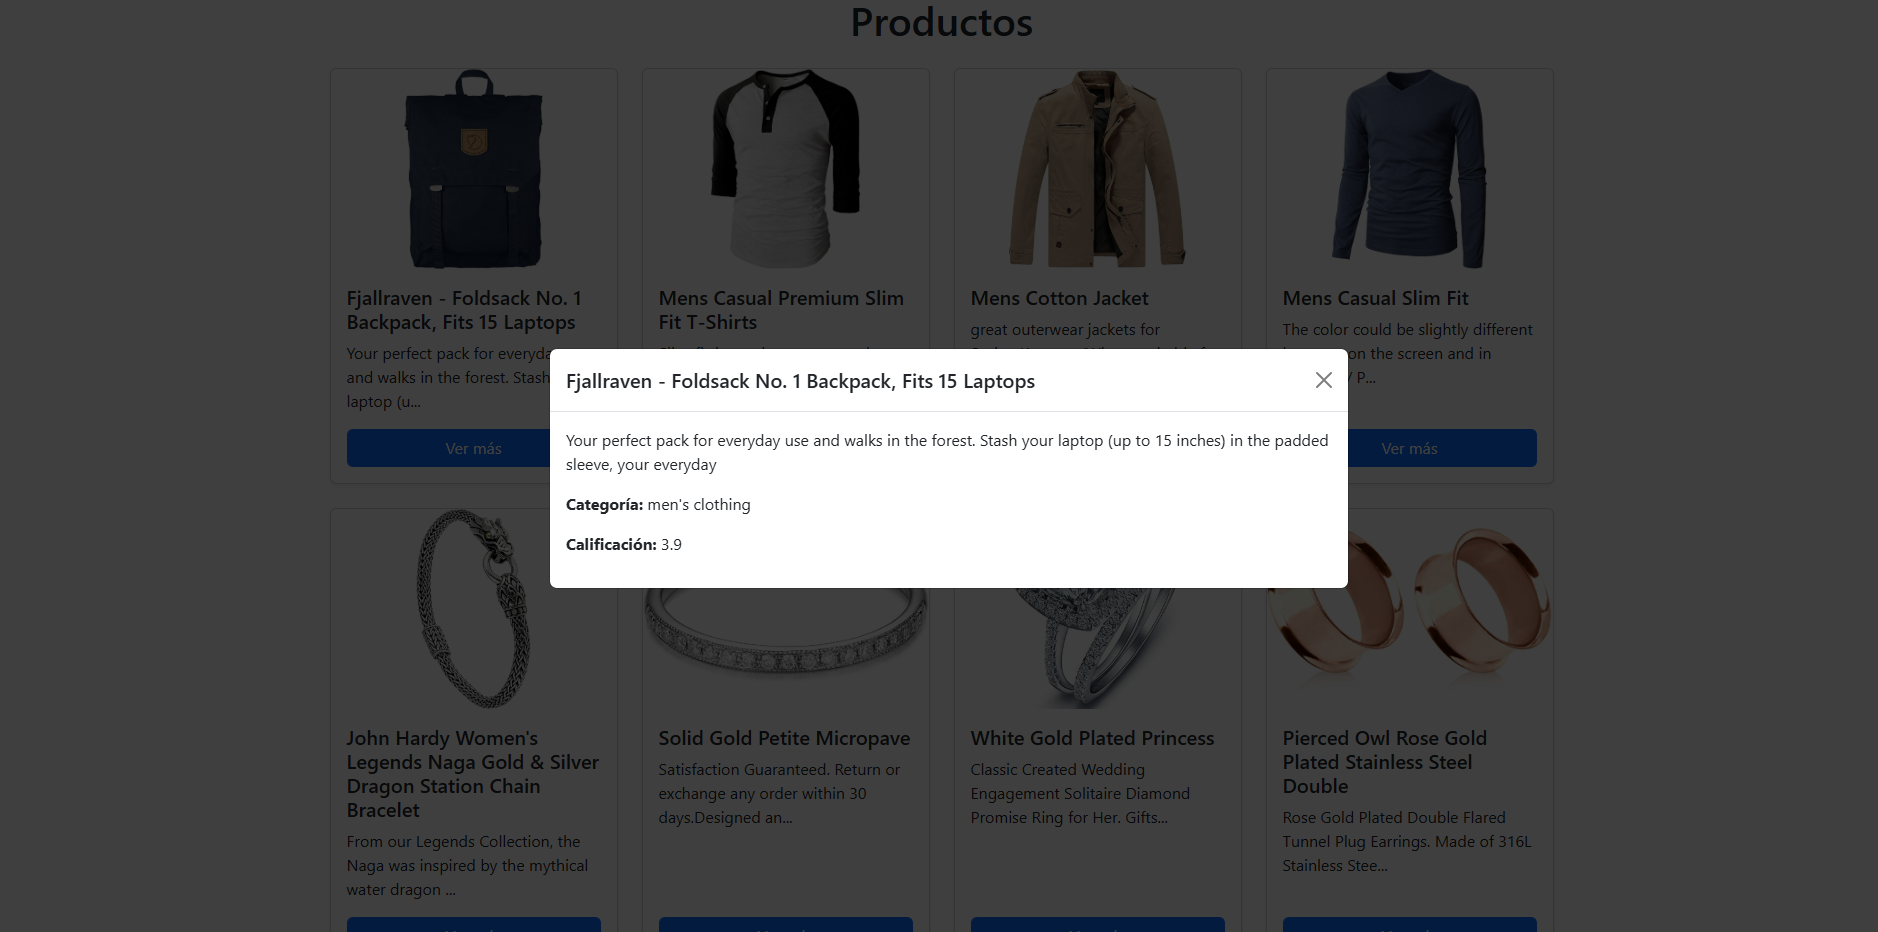 Productos
Fjallraven - Foldsack No. 1
Backpack, Fits 15 Laptops
Your perfect pack for everyda
and walks in the forest. Stash
laptop (u...
Ver más
Mens Casual Premium Slim
Fit T-Shirts
Mens Cotton Jacket
great outerwear jackets for
Mens Casual Slim Fit
The color could be slightly different
on the screen and in
/ P...
Ver más
Fjallraven - Foldsack No. 1 Backpack, Fits 15 Laptops
Your perfect pack for everyday use and walks in the forest. Stash your laptop (up to 15 inches) in the padded
sleeve, your everyday
Categoría: men's clothing
Calificación: 3.9
John Hardy Women's
Legends Naga Gold & Silver
Dragon Station Chain
Bracelet
From our Legends Collection, the
Naga was inspired by the mythical
water dragon ...
Solid Gold Petite Micropave
Satisfaction Guaranteed. Return or
exchange any order within 30
days.Designed an...
White Gold Plated Princess
Classic Created Wedding
Engagement Solitaire Diamond
Promise Ring for Her. Gifts...
Pierced Owl Rose Gold
Plated Stainless Steel
Double
Rose Gold Plated Double Flared
Tunnel Plug Earrings. Made of 316L
Stainless Stee...